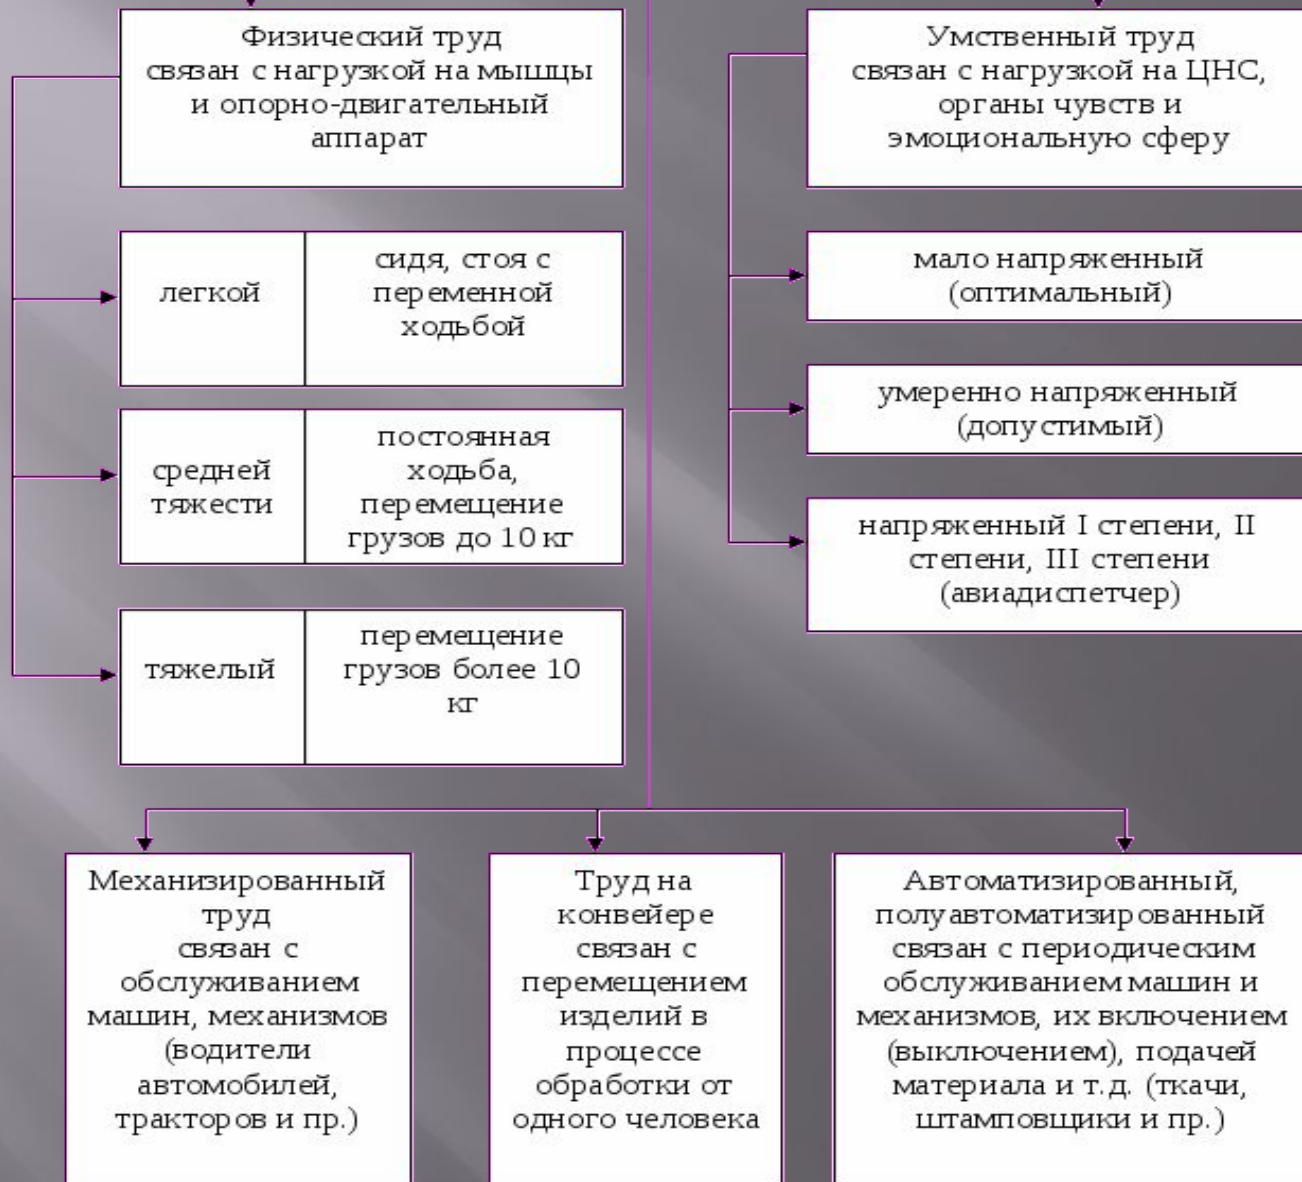 Физический труд
связан с нагрузкой на мышцы
и опорно-двигательный
аппарат
легкой
сидя, стоя с
переменной
ходьбой
средней
тяжести
постоянная
ходьба,
перемещение
грузов до 10 кг
тяжелый
перемещение
грузов более 10
кг
Умственный труд
связан с нагрузкой на ЦНС,
органы чувств и
эмоциональную сферу
мало напряженный
(оптимальный)
умеренно напряженный
(допустимый)
напряженный I степени, II
степени, III степени
(авиадиспетчер)
Механизированный
труд
связан с
обслуживанием
машин, механизмов
(водители
автомобилей,
тракторов и пр.)
Труд на
конвейере
связан с
перемещением
изделий в
процессе
обработки от
одного человека
Автоматизированный,
полуавтоматизированный
связан с периодическим
обслуживанием машин и
механизмов, их включением
(выключением), подачей
материала и т.д. (ткачи,
штамповщики и пр.)